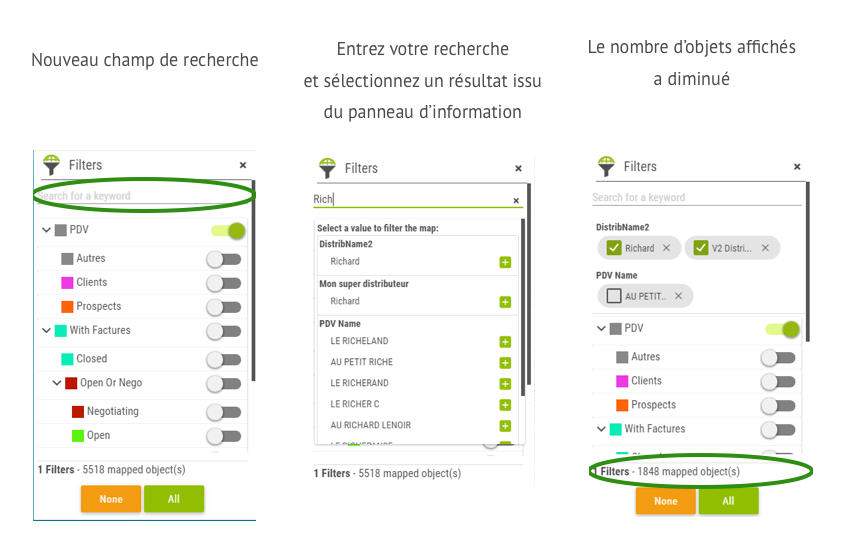 Nouveau champ de recherche
Entrez votre recherche
et sélectionnez un résultat issu
du panneau d'information
Le nombre d'objets affichés
a diminué
Filters
×
Search for a keyword
PDV
Autres
Clients
Prospects
With Factures
Closed
Open Or Nego
Negotiating
Open
1 Filters - 5518 mapped object(s)
None
All
Filters
×
Rich
×
Select a value to filter the map:
DistribName2
Richard
Mon super distributeur
Richard
PDV Name
LE RICHELAND
AU PETIT RICHE
LE RICHERAND
LE RICHER C
AU RICHARD LENOIR
1 Filters - 5518 mapped object(s)
Filters
×
Search for a keyword
DistribName2
Richard ×
V2 Distri... ×
PDV Name
AU PETIT.. ×
PDV
Autres
Clients
Prospects
With Factures
1 Filters - 1848 mapped object(s)
None
All